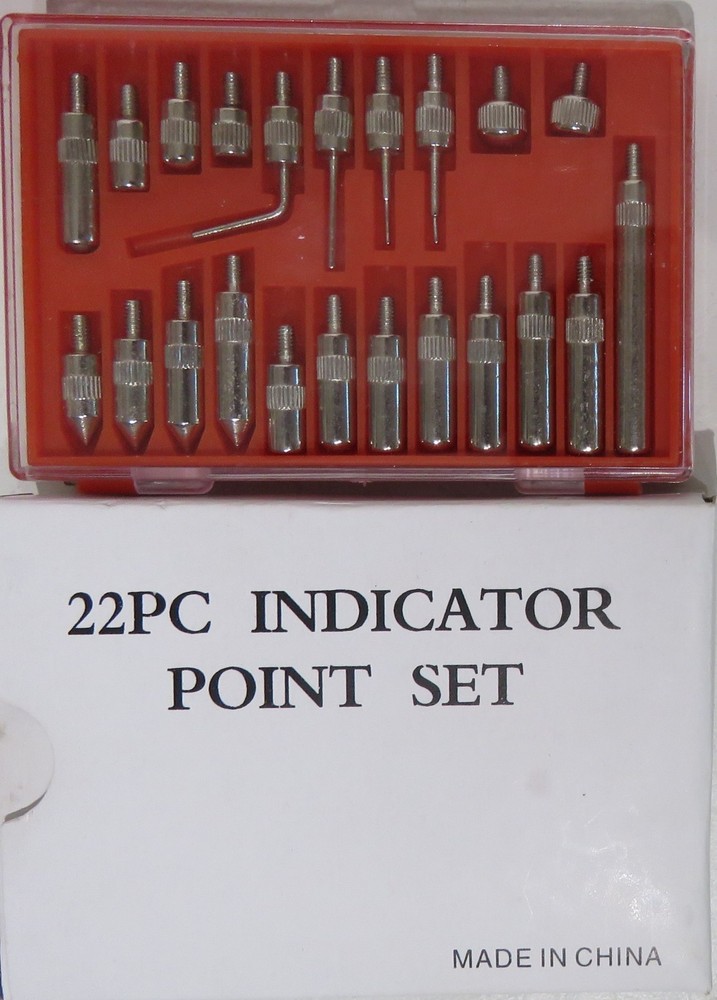 22PC INDICATOR
POINT SET
MADE IN CHINA